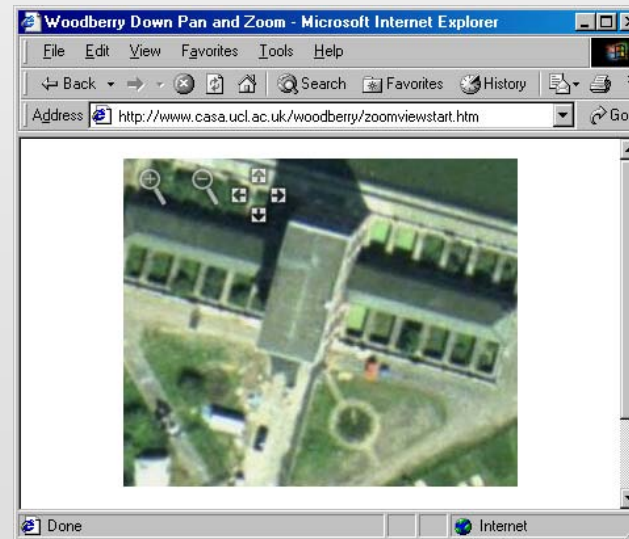 Woodberry Down Pan and Zoom - Microsoft Internet Explorer
File Edit View Favorites Tools Help
Back Search Favorites History
Address http://www.casa.ucl.ac.uk/woodberry/zoomviewstart.htm Go
Done Internet